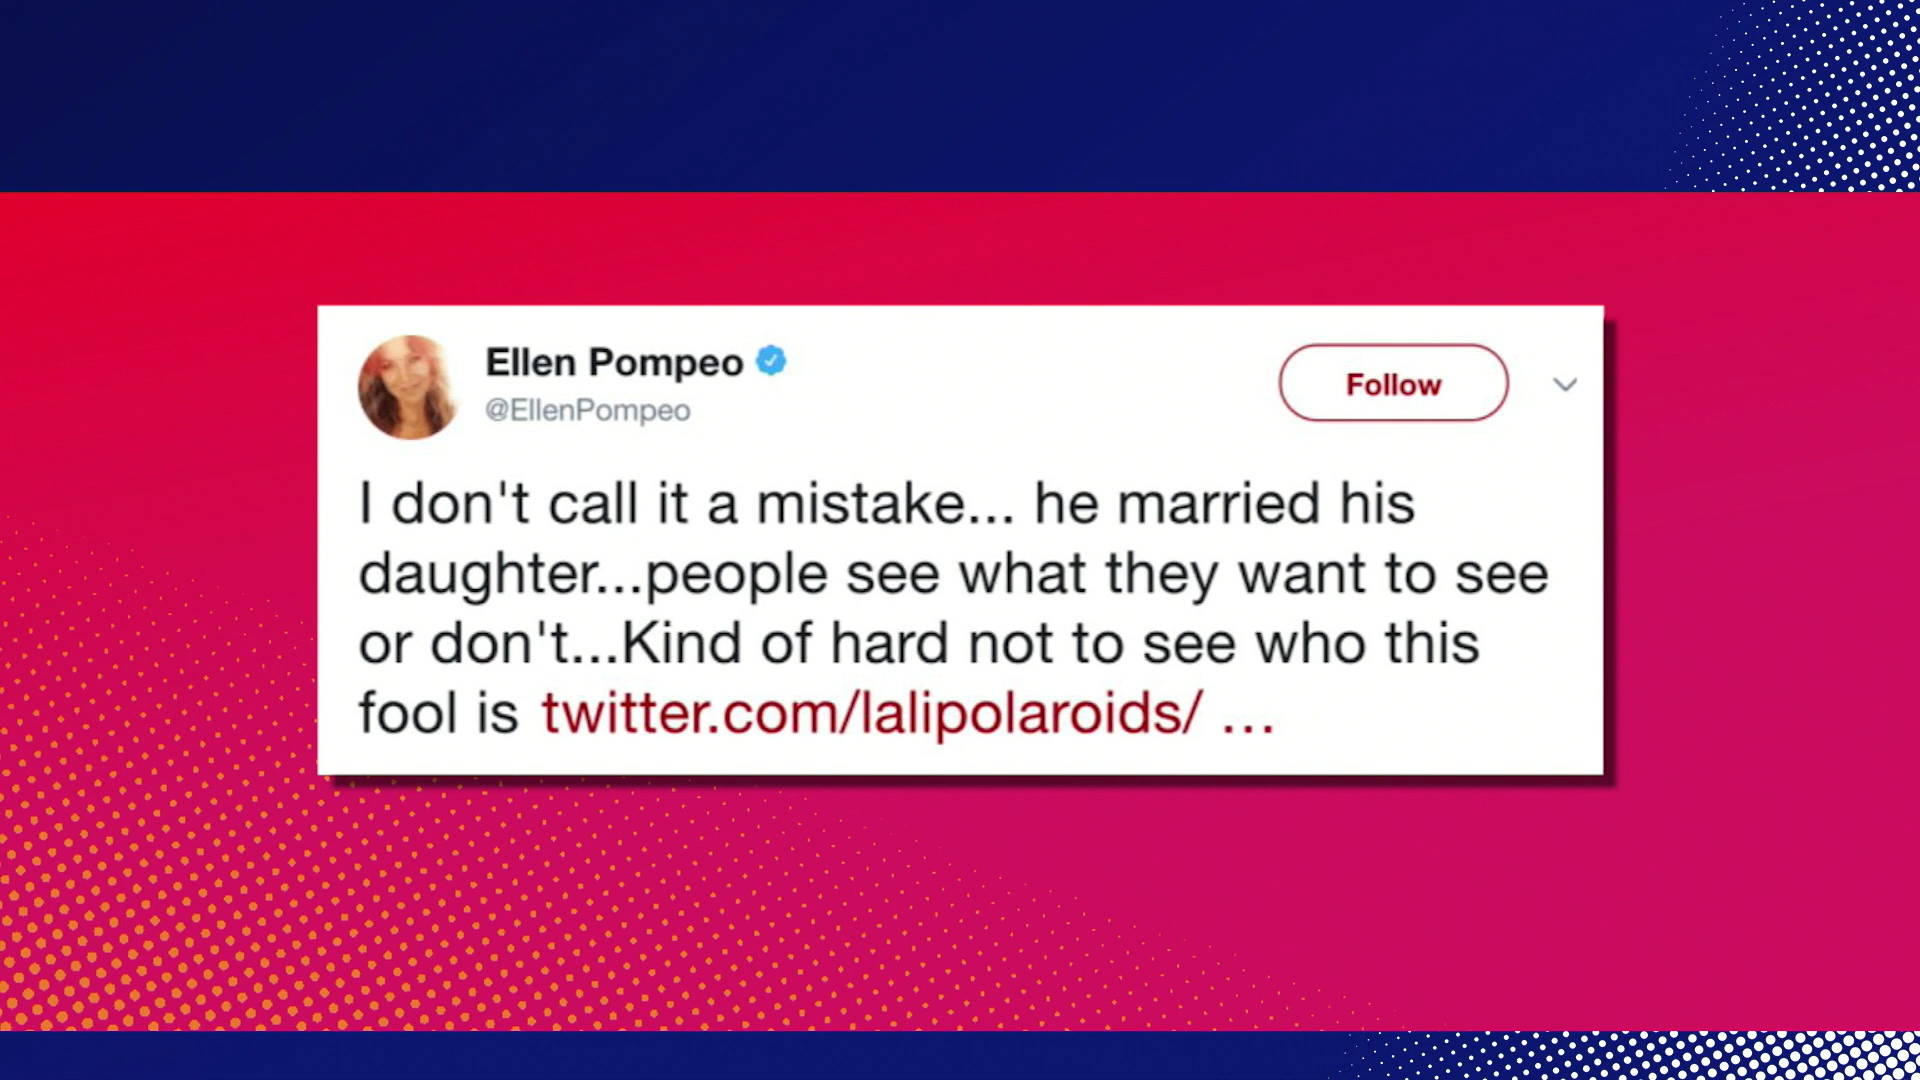 Ellen Pompeo
@EllenPompeo
Follow
I don't call it a mistake... he married his
daughter...people see what they want to see
or don't...Kind of hard not to see who this
fool is twitter.com/lalipolaroids/ ...